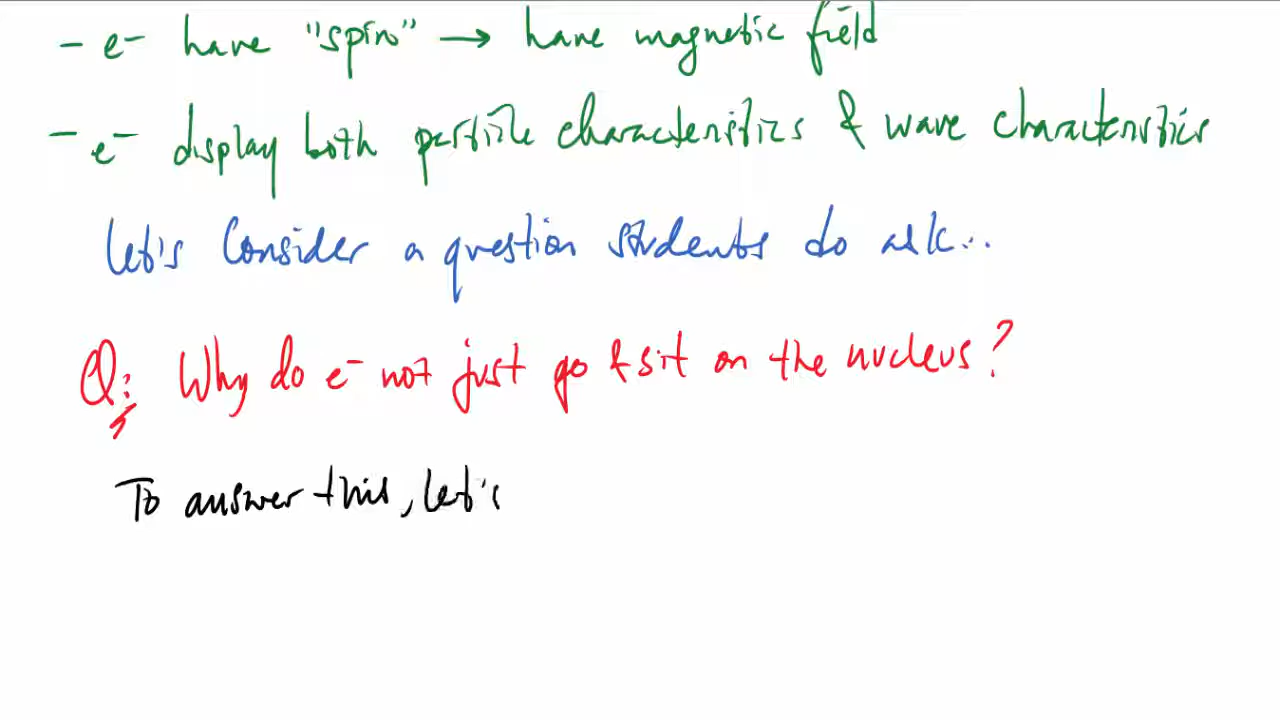 – e⁻ have "spin" → have magnetic field
– e⁻ display both particle characteristics & wave characteristics
let's consider a question students do ask...
Q: Why do e⁻ not just go & sit on the nucleus?
To answer this, let's